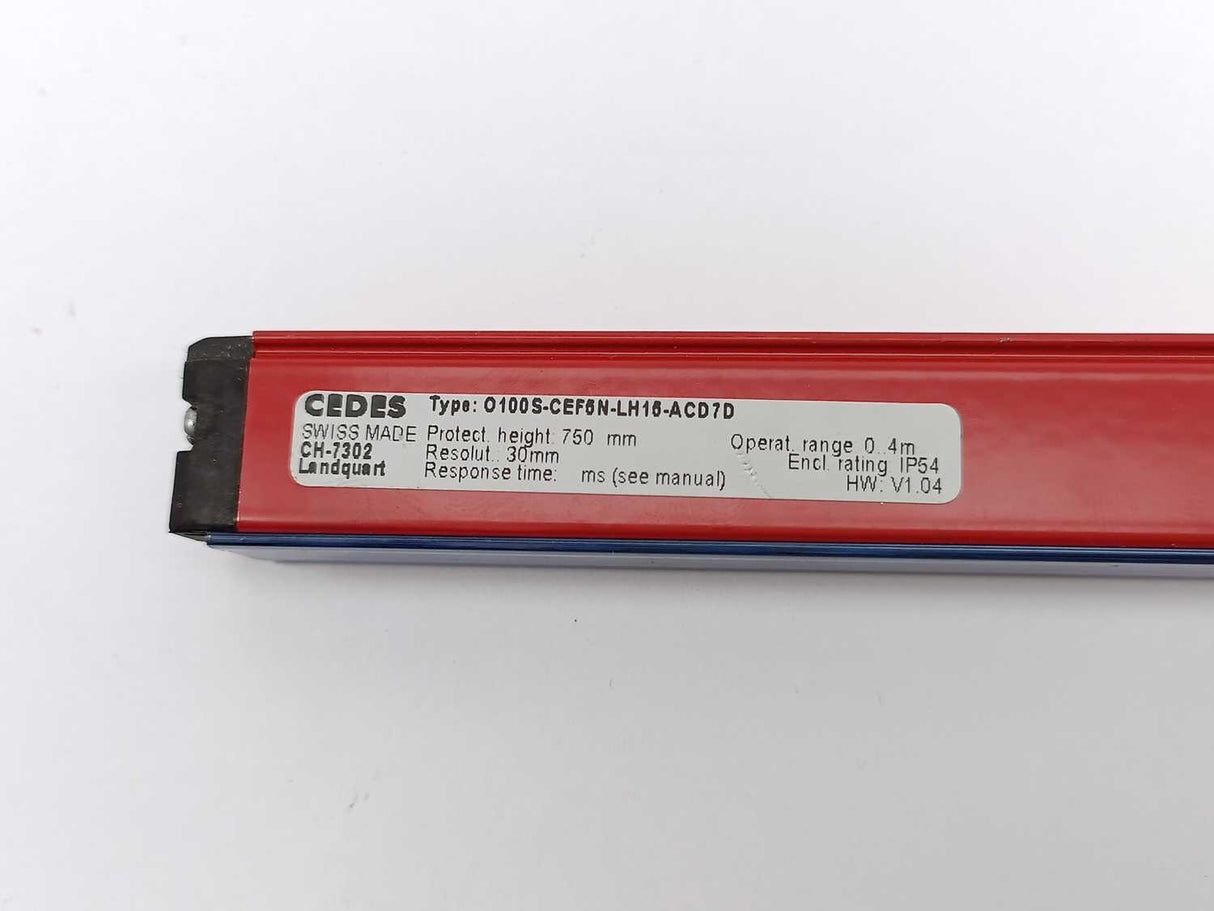 CEDES Type: O100S-CEF5N-LH15-ACD7D
SWISS MADE Protect. height: 750 mm Operat. range 0..4m
CH-7302 Resolut.: 30mm Encl. rating IP54
Landquart Response time: ms (see manual) HW: V1.04